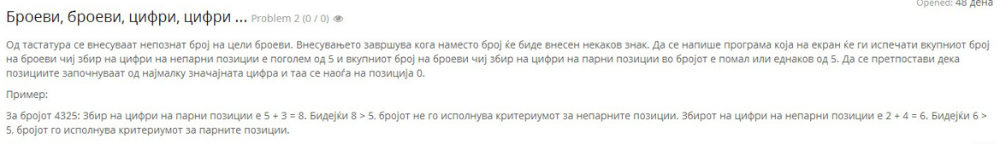 Opened: 48 дена
Броеви, броеви, цифри, цифри ... Problem 2 (0 / 0)
Од тастатура се внесуваат непознат број на цели броеви. Внесувањето завршува кога наместо број ќе биде внесен некаков знак. Да се напише програма која на екран ќе ги испечати вкупниот број
на броеви чиј збир на цифри на непарни позиции е поголем од 5 и вкупниот број на броеви чиј збир на цифри на парни позиции во бројот е помал или еднаков од 5. Да се претпостави дека
позициите започнуваат од најмалку значајната цифра и таа се наоѓа на позиција 0.
Пример:
За бројот 4325: Збир на цифри на парни позиции е 5 + 3 = 8. Бидејќи 8 > 5, бројот не го исполнува критериумот за непарните позиции. Збирот на цифри на непарни позиции е 2 + 4 = 6. Бидејќи 6 >
5, бројот го исполнува критериумот за парните позиции.